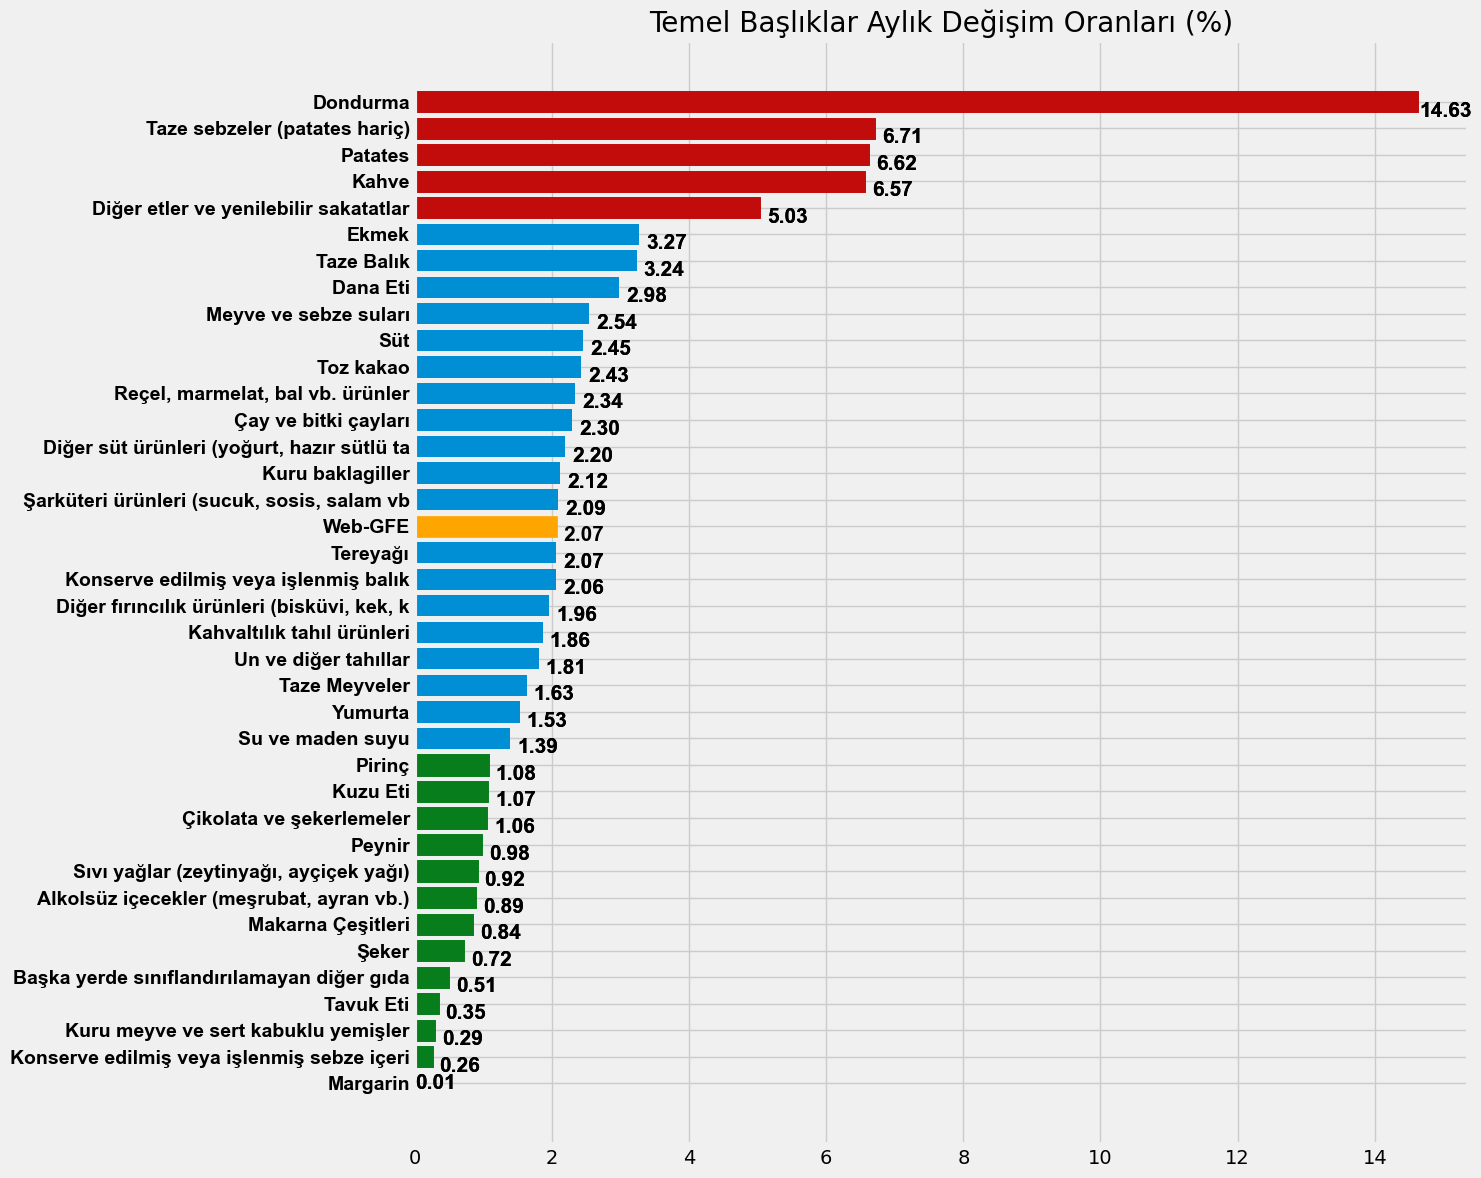 Temel Başlıklar Aylık Değişim Oranları (%)
Dondurma 14.63
Taze sebzeler (patates hariç) 6.71
Patates 6.62
Kahve 6.57
Diğer etler ve yenilebilir sakatatlar 5.03
Ekmek 3.27
Taze Balık 3.24
Dana Eti 2.98
Meyve ve sebze suları 2.54
Süt 2.45
Toz kakao 2.43
Reçel, marmelat, bal vb. ürünler 2.34
Çay ve bitki çayları 2.30
Diğer süt ürünleri (yoğurt, hazır sütlü ta 2.20
Kuru baklagiller 2.12
Şarküteri ürünleri (sucuk, sosis, salam vb 2.09
Web-GFE 2.07
Tereyağı 2.07
Konserve edilmiş veya işlenmiş balık 2.06
Diğer fırıncılık ürünleri (bisküvi, kek, k 1.96
Kahvaltılık tahıl ürünleri 1.86
Un ve diğer tahıllar 1.81
Taze Meyveler 1.63
Yumurta 1.53
Su ve maden suyu 1.39
Pirinç 1.08
Kuzu Eti 1.07
Çikolata ve şekerlemeler 1.06
Peynir 0.98
Sıvı yağlar (zeytinyağı, ayçiçek yağı) 0.92
Alkolsüz içecekler (meşrubat, ayran vb.) 0.89
Makarna Çeşitleri 0.84
Şeker 0.72
Başka yerde sınıflandırılamayan diğer gıda 0.51
Tavuk Eti 0.35
Kuru meyve ve sert kabuklu yemişler 0.29
Konserve edilmiş veya işlenmiş sebze içeri 0.26
Margarin 0.01
0 2 4 6 8 10 12 14